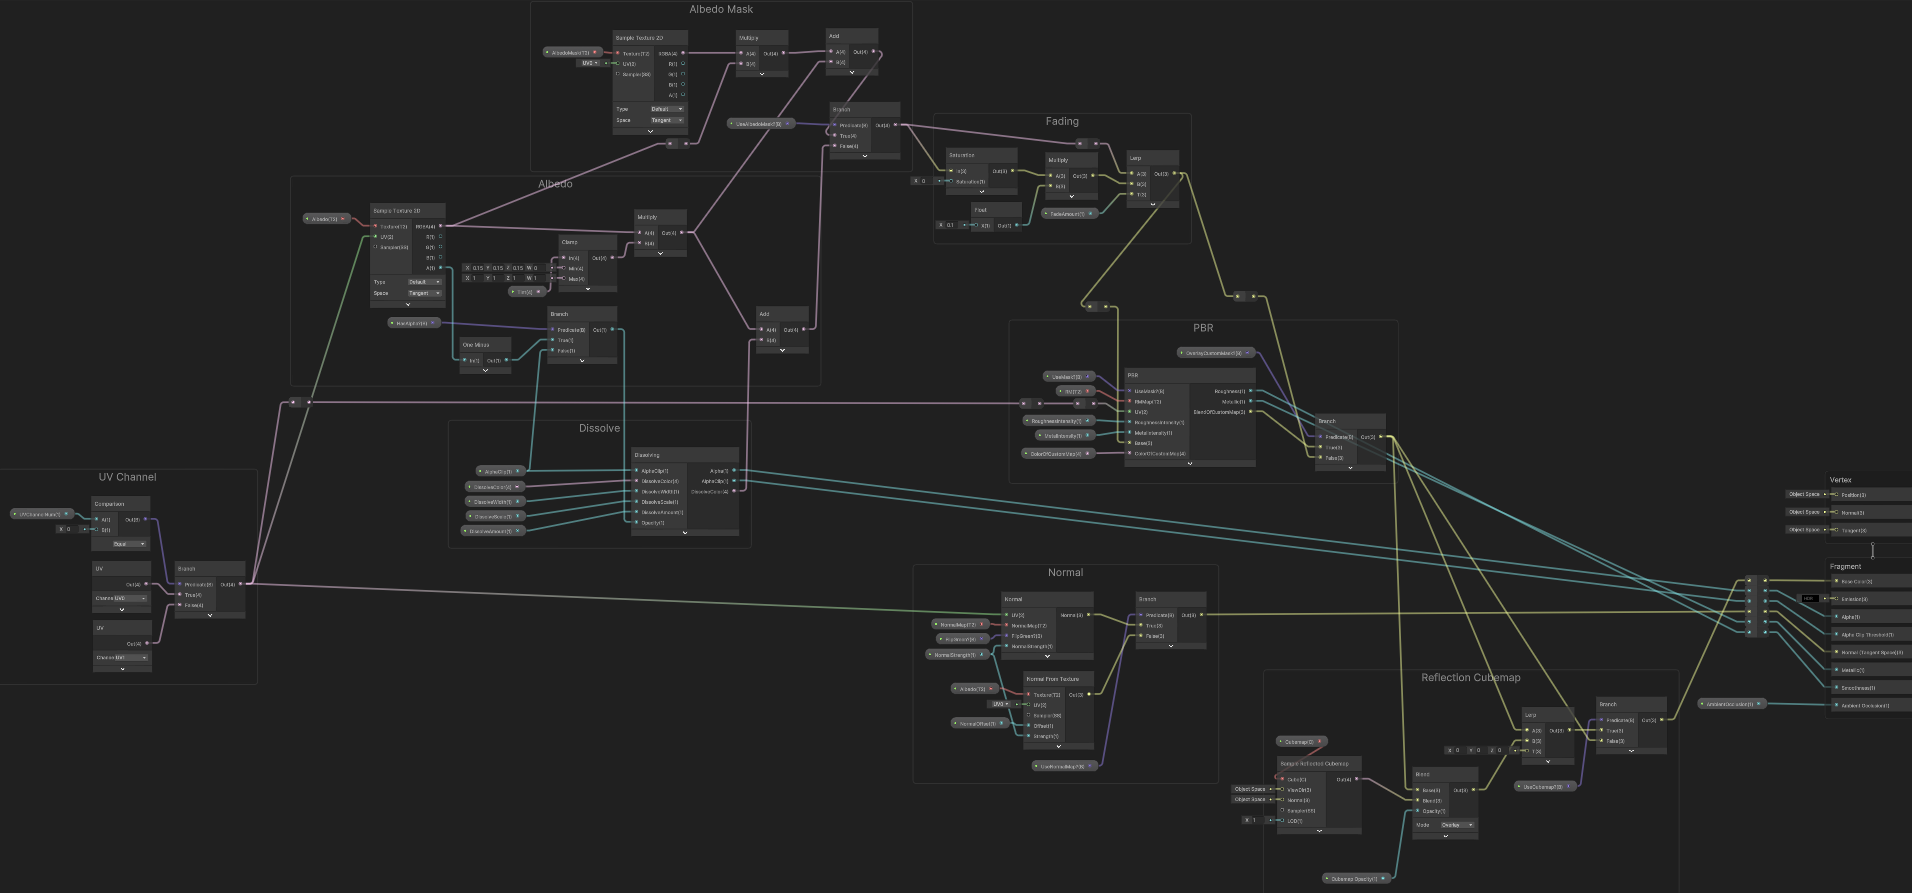 Albedo Mask
Sample Texture 2D
AlbedoMask(T2)
Texture(T2)
RGBA(4)
UV0
UV(2)
R(1)
Sampler(SS)
G(1)
B(1)
A(1)
Type
Default
Space
Tangent
Multiply
A(4)
Out(4)
B(4)
Add
A(4)
Out(4)
B(4)
UseAlbedoMask?(B)
Branch
Predicate(B)
Out(4)
True(4)
False(4)
Fading
Saturation
In(3)
Out(3)
X 0
Saturation(1)
Multiply
A(3)
Out(3)
B(3)
Float
X 0.1
X(1)
Out(1)
FadeAmount(1)
Lerp
A(3)
Out(3)
B(3)
T(3)
Albedo
Albedo(T2)
Sample Texture 2D
Texture(T2)
RGBA(4)
UV(2)
R(1)
Sampler(SS)
G(1)
B(1)
A(1)
Type
Default
Space
Tangent
Multiply
A(4)
Out(4)
B(4)
Clamp
In(4)
Out(4)
X 0.15 Y 0.15 Z 0.15 W 0
Min(4)
X 1 Y 1 Z 1 W 1
Max(4)
HasAlpha?(B)
Branch
Predicate(B)
Out(1)
True(1)
False(1)
One Minus
In(1)
Out(1)
Add
A(4)
Out(4)
B(4)
Dissolve
AlphaClip(1)
DissolveColor(4)
DissolveWidth(1)
DissolveScale(1)
DissolveAmount(1)
Dissolving
AlphaClip(1)
Alpha(1)
DissolveColor(4)
AlphaClip(1)
DissolveWidth(1)
DissolveColor(4)
DissolveScale(1)
DissolveAmount(1)
Opacity(1)
UV Channel
Comparison
UVChannelNum(1)
A(1)
Out(B)
X 0
B(1)
Equal
UV
Out(4)
Channel UV0
UV
Out(4)
Channel UV1
Branch
Predicate(B)
Out(4)
True(4)
False(4)
PBR
OverlayCustomMask?(B)
UseMask?(B)
RoughnessIntensity(1)
MetalIntensity(1)
ColorOfCustomMap(4)
PBR
UseMask?(B)
Roughness(1)
RMMap(T2)
Metallic(1)
UV(2)
BlendOfCustomMap(3)
RoughnessIntensity(1)
MetalIntensity(1)
Base(3)
ColorOfCustomMap(4)
Branch
Predicate(B)
Out(3)
True(3)
False(3)
Normal
NormalMap(T2)
FlipGreen?(B)
NormalStrength(1)
Normal
UV(2)
Normal(3)
NormalMap(T2)
FlipGreen?(B)
NormalStrength(1)
Branch
Predicate(B)
Out(3)
True(3)
False(3)
Normal From Texture
Albedo(T2)
Texture(T2)
Out(3)
UV0
UV(2)
Sampler(SS)
NormalOffset(1)
Offset(1)
Strength(1)
UseNormalMap?(B)
Reflection Cubemap
Cubemap(C)
Sample Reflected Cubemap
Cube(C)
Out(4)
Object Space
ViewDir(3)
Object Space
Normal(3)
Sampler(SS)
X 1
LOD(1)
Cubemap Opacity(1)
Blend
Base(3)
Out(3)
Blend(3)
Opacity(1)
Mode
Overlay
Lerp
A(3)
Out(3)
B(3)
X 0 Y 0 Z 0
T(3)
UseCubemap?(B)
Branch
Predicate(B)
Out(3)
True(3)
False(3)
Vertex
Object Space
Position(3)
Object Space
Normal(3)
Object Space
Tangent(3)
Fragment
Base Color(3)
HDR
Emission(3)
Alpha(1)
Alpha Clip Threshold(1)
Normal (Tangent Space)(3)
Metallic(1)
Smoothness(1)
AmbientOcclusion(1)
Ambient Occlusion(1)